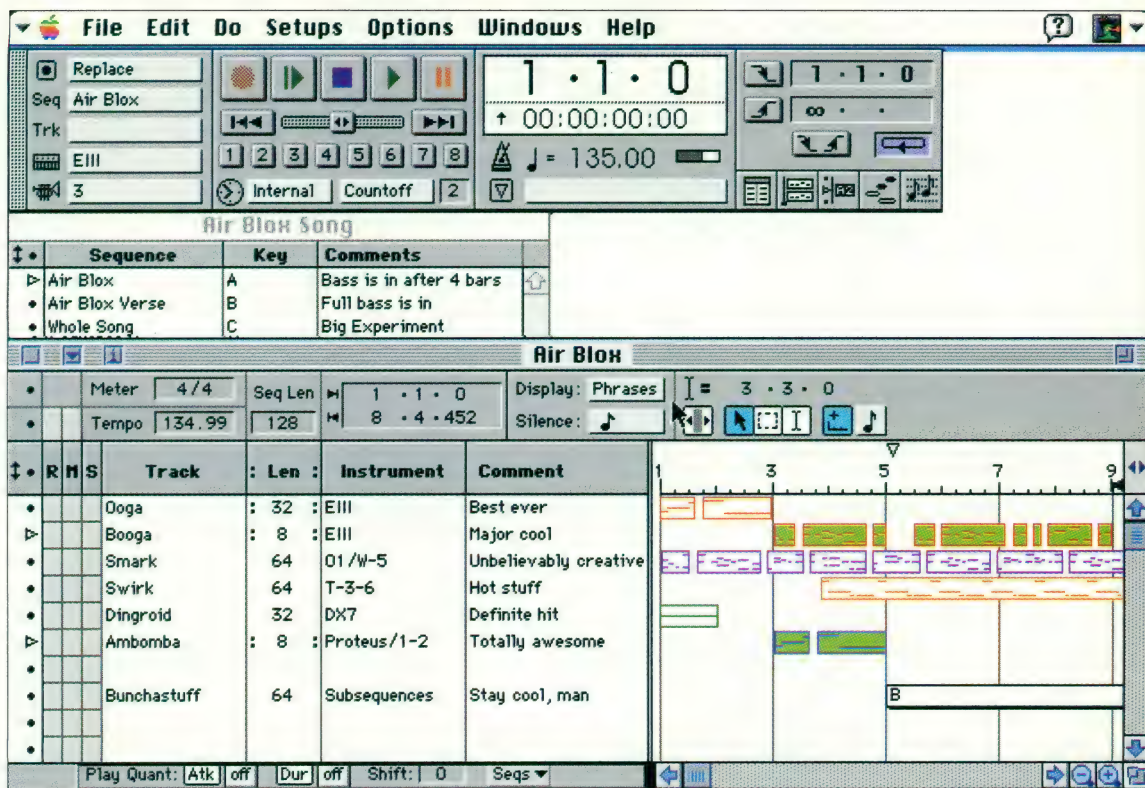 File Edit Do Setups Options Windows Help
Replace
Seq Air Blox
Trk
EIII
3
1 2 3 4 5 6 7 8
Internal Countoff 2
1 · 1 · 0
00:00:00:00
= 135.00
1 · 1 · 0
∞ · ·
Air Blox Song
Sequence Key Comments
Air Blox A Bass is in after 4 bars
Air Blox Verse B Full bass is in
Whole Song C Big Experiment
Air Blox
Meter 4/4 Seq Len 1 · 1 · 0 Display: Phrases = 3 · 3 · 0
Tempo 134.99 128 8 · 4 · 452 Silence:
R M S Track : Len : Instrument Comment 1 3 5 7 9
Ooga : 32 : EIII Best ever
Booga : 8 : EIII Major cool
Smark 64 01/W-5 Unbelievably creative
Swirk 64 T-3-6 Hot stuff
Dingroid 32 DX7 Definite hit
Ambomba : 8 : Proteus/1-2 Totally awesome
Bunchastuff 64 Subsequences Stay cool, man
B
Play Quant: Atk off Dur off Shift: 0 Seqs